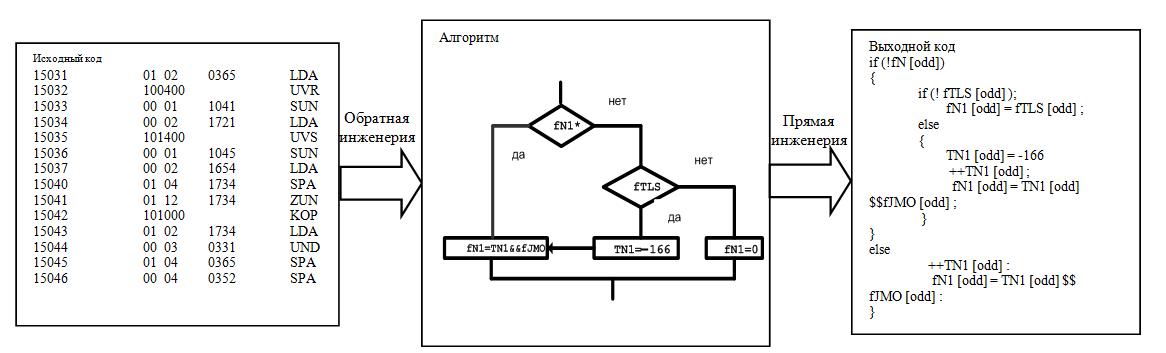 Исходный код
15031 01 02 0365 LDA
15032 100400 UVR
15033 00 01 1041 SUN
15034 00 02 1721 LDA
15035 101400 UVS
15036 00 01 1045 SUN
15037 00 02 1654 LDA
15040 01 04 1734 SPA
15041 01 12 1734 ZUN
15042 101000 KOP
15043 01 02 1734 LDA
15044 00 03 0331 UND
15045 01 04 0365 SPA
15046 00 04 0352 SPA
Обратная
инженерия
Алгоритм
нет
fN1*
да
нет
fTLS
да
fN1=TN1&&fJMO
TN1=-166
fN1=0
Прямая
инженерия
Выходной код
if (!fN [odd])
{
if (! fTLS [odd] );
fN1 [odd] = fTLS [odd] ;
else
{
TN1 [odd] = -166
++TN1 [odd] ;
fN1 [odd] = TN1 [odd]
$$fJMO [odd] ;
}
}
else
++TN1 [odd] :
fN1 [odd] = TN1 [odd] $$
fJMO [odd] :
}